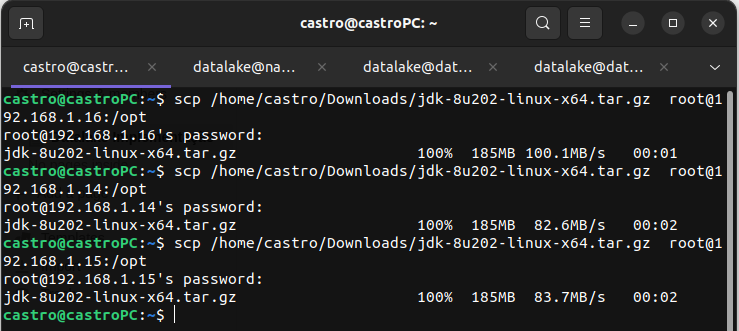 castro@castroPC: ~
castro@castr...
datalake@na...
datalake@dat...
datalake@dat...
castro@castroPC:~$ scp /home/castro/Downloads/jdk-8u202-linux-x64.tar.gz  root@1
92.168.1.16:/opt
root@192.168.1.16's password:
jdk-8u202-linux-x64.tar.gz                    100%  185MB 100.1MB/s   00:01
castro@castroPC:~$ scp /home/castro/Downloads/jdk-8u202-linux-x64.tar.gz  root@1
92.168.1.14:/opt
root@192.168.1.14's password:
jdk-8u202-linux-x64.tar.gz                    100%  185MB  82.6MB/s   00:02
castro@castroPC:~$ scp /home/castro/Downloads/jdk-8u202-linux-x64.tar.gz  root@1
92.168.1.15:/opt
root@192.168.1.15's password:
jdk-8u202-linux-x64.tar.gz                    100%  185MB  83.7MB/s   00:02
castro@castroPC:~$